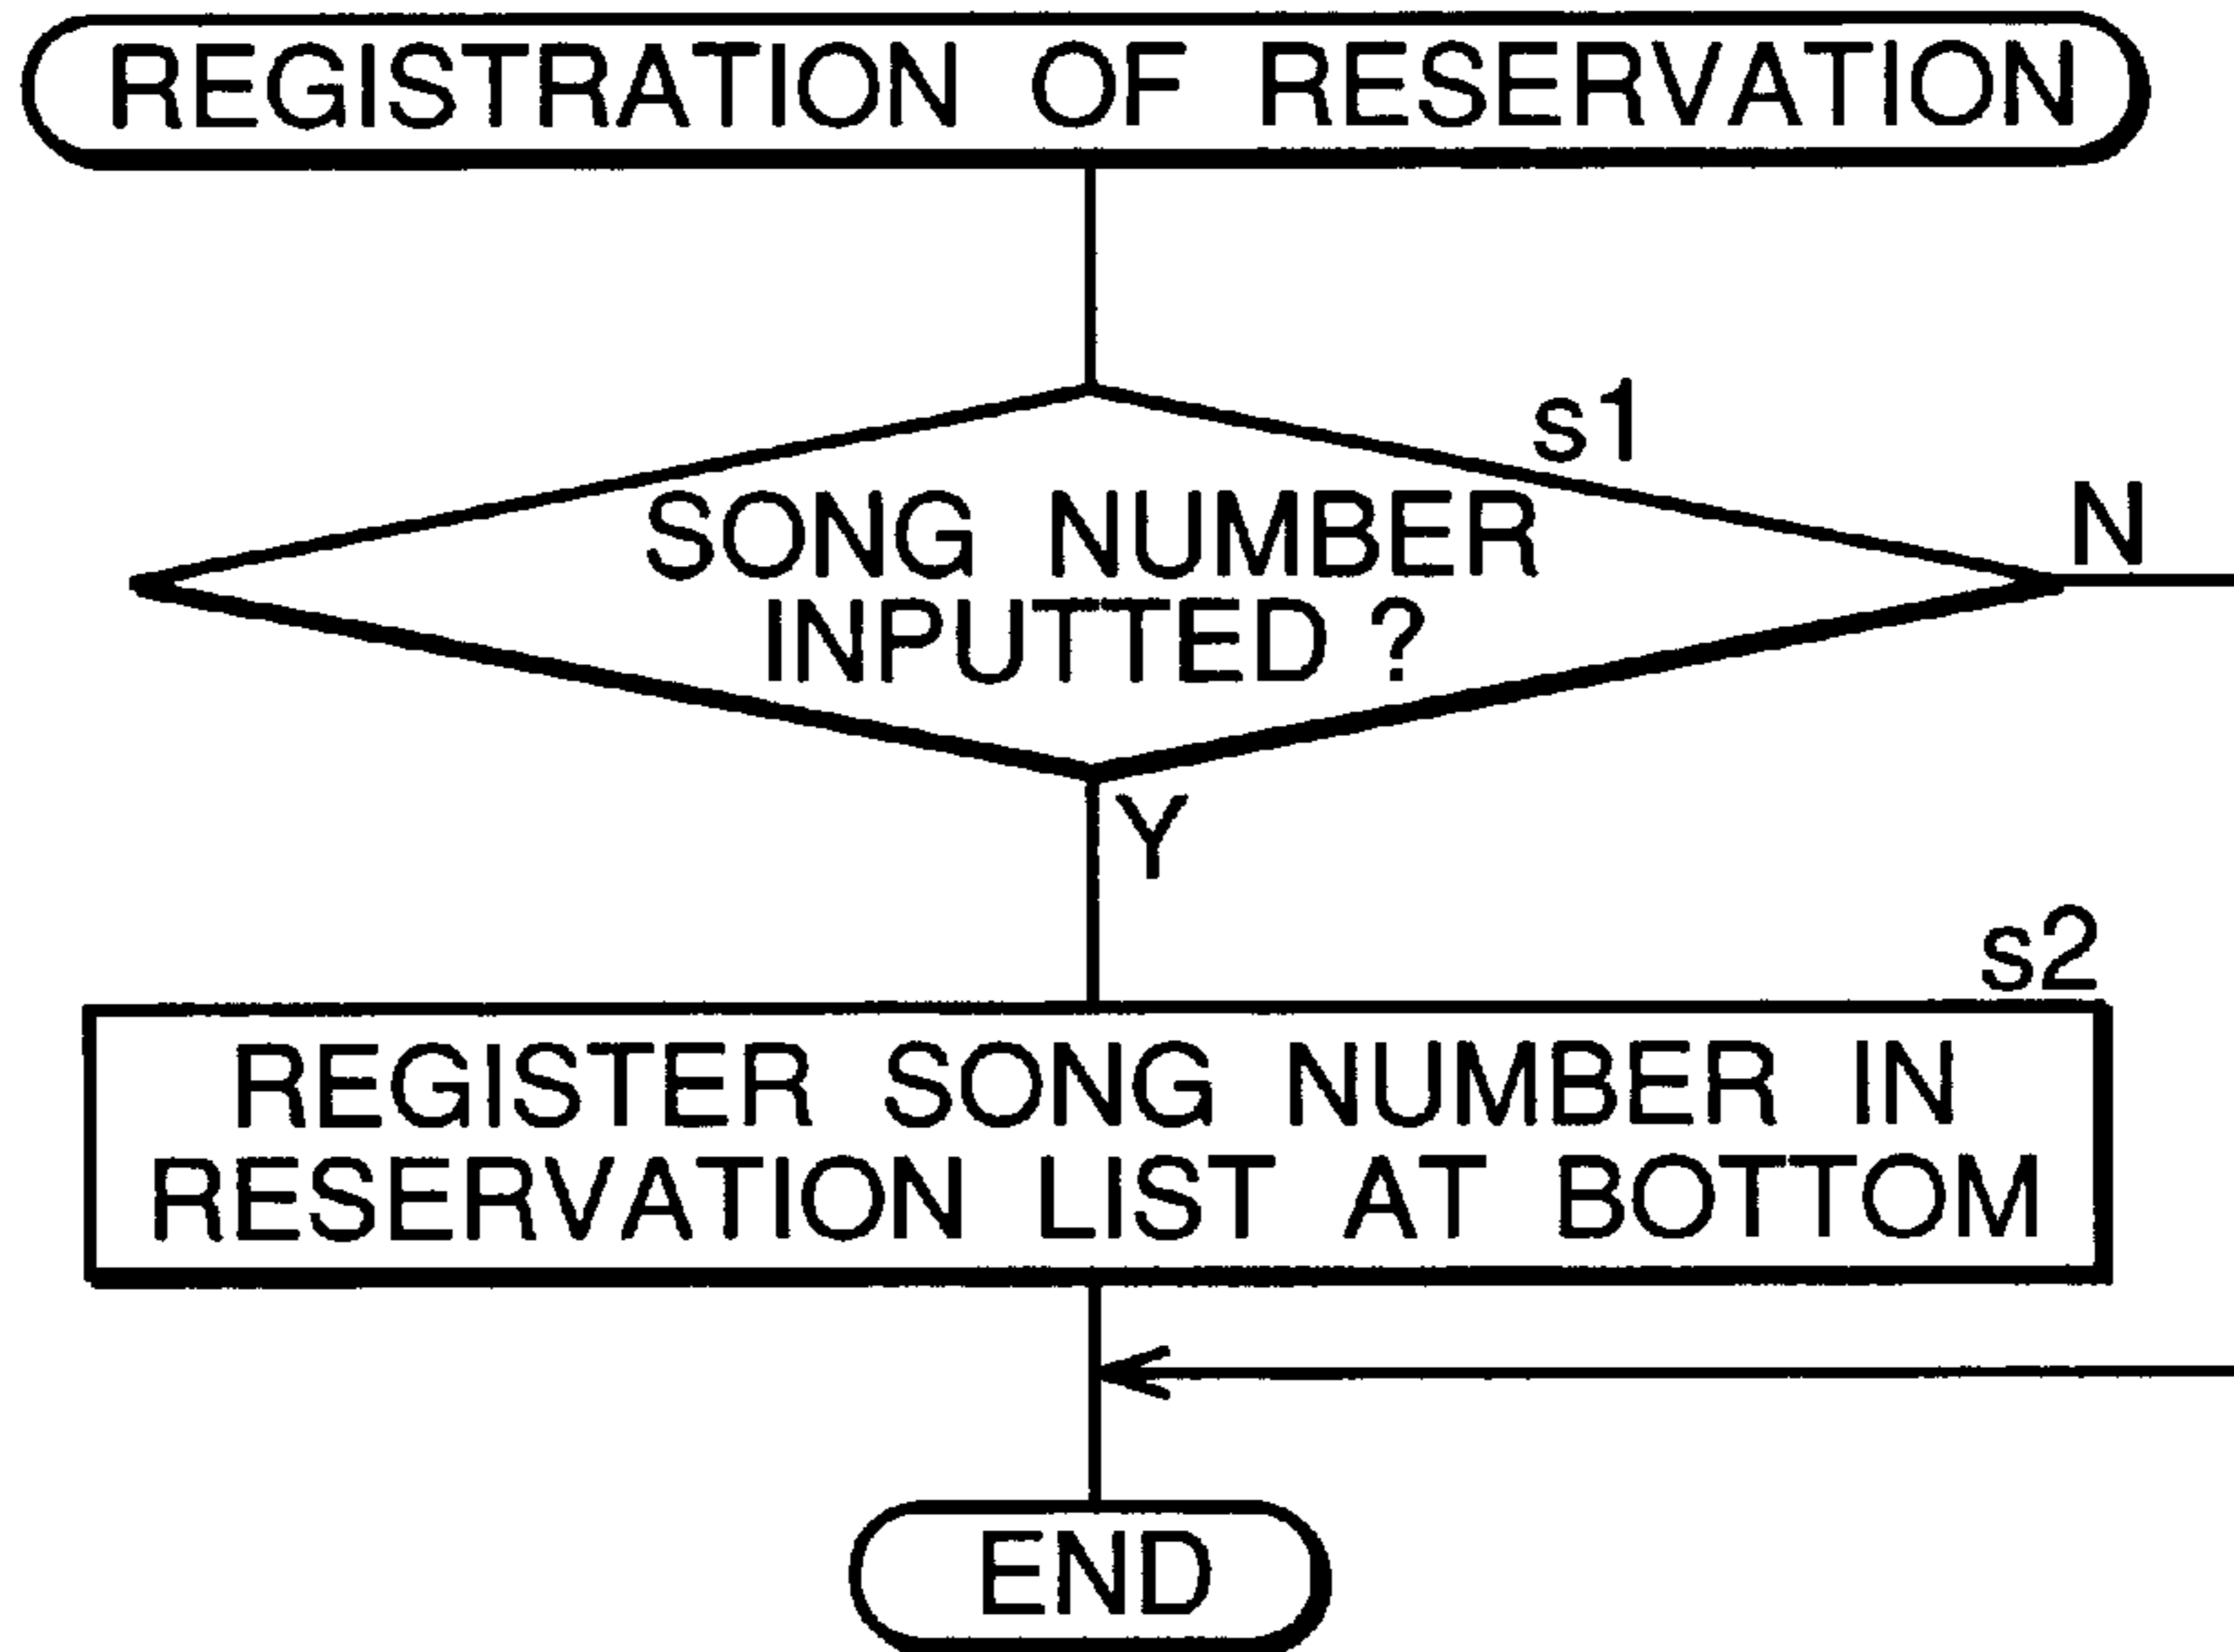 REGISTRATION OF RESERVATION
s1
SONG NUMBER
N
INPUTTED ?
Y
s2
REGISTER SONG NUMBER IN
RESERVATION LIST AT BOTTOM
END